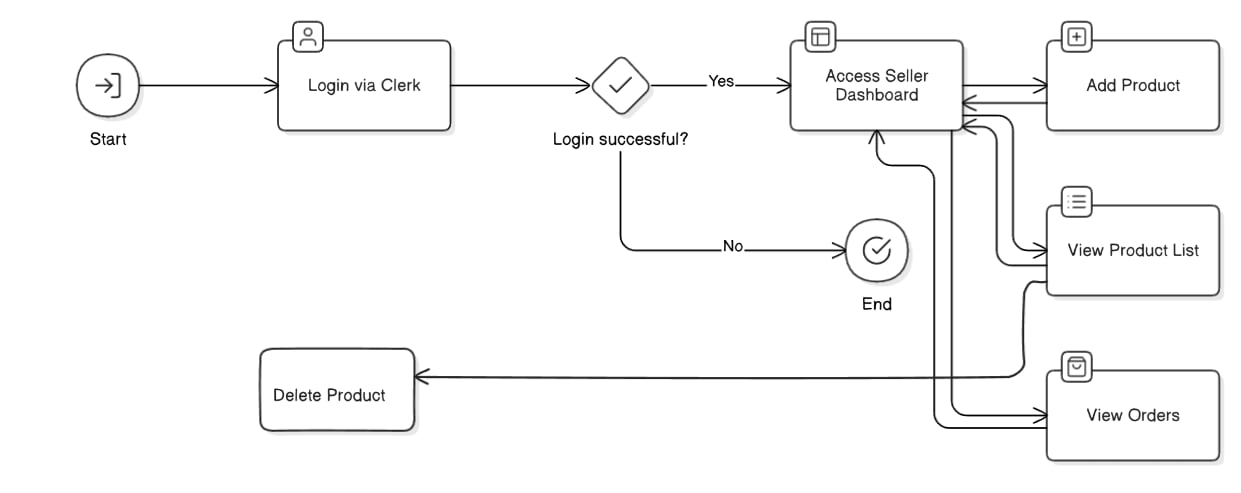 Start
Login via Clerk
Login successful?
Yes
No
End
Access Seller
Dashboard
Add Product
View Product List
View Orders
Delete Product